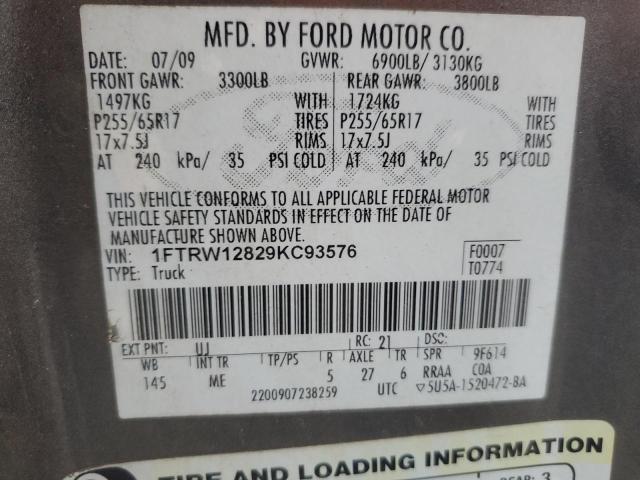 MFD. BY FORD MOTOR CO.
DATE: 07/09 GVWR: 6900LB/ 3130KG
FRONT GAWR: 3300LB REAR GAWR: 3800LB
1497KG WITH 1724KG WITH
P255/65R17 TIRES P255/65R17 TIRES
17x7.5J RIMS 17x7.5J RIMS
AT 240 kPa/ 35 PSI COLD AT 240 kPa/ 35 PSI COLD
THIS VEHICLE CONFORMS TO ALL APPLICABLE FEDERAL MOTOR
VEHICLE SAFETY STANDARDS IN EFFECT ON THE DATE OF
MANUFACTURE SHOWN ABOVE.
VIN: 1FTRW12829KC93576 F0007
TYPE: Truck T0774
EXT PNT: UJ RC: 21 DSO:
WB INT TR TP/PS R AXLE TR SPR 9F614
145 ME 5 27 6 RRAA COA
2200907238259 UTC ▽5U5A-1520472-BA
TIRE AND LOADING INFORMATION
REAR: 3